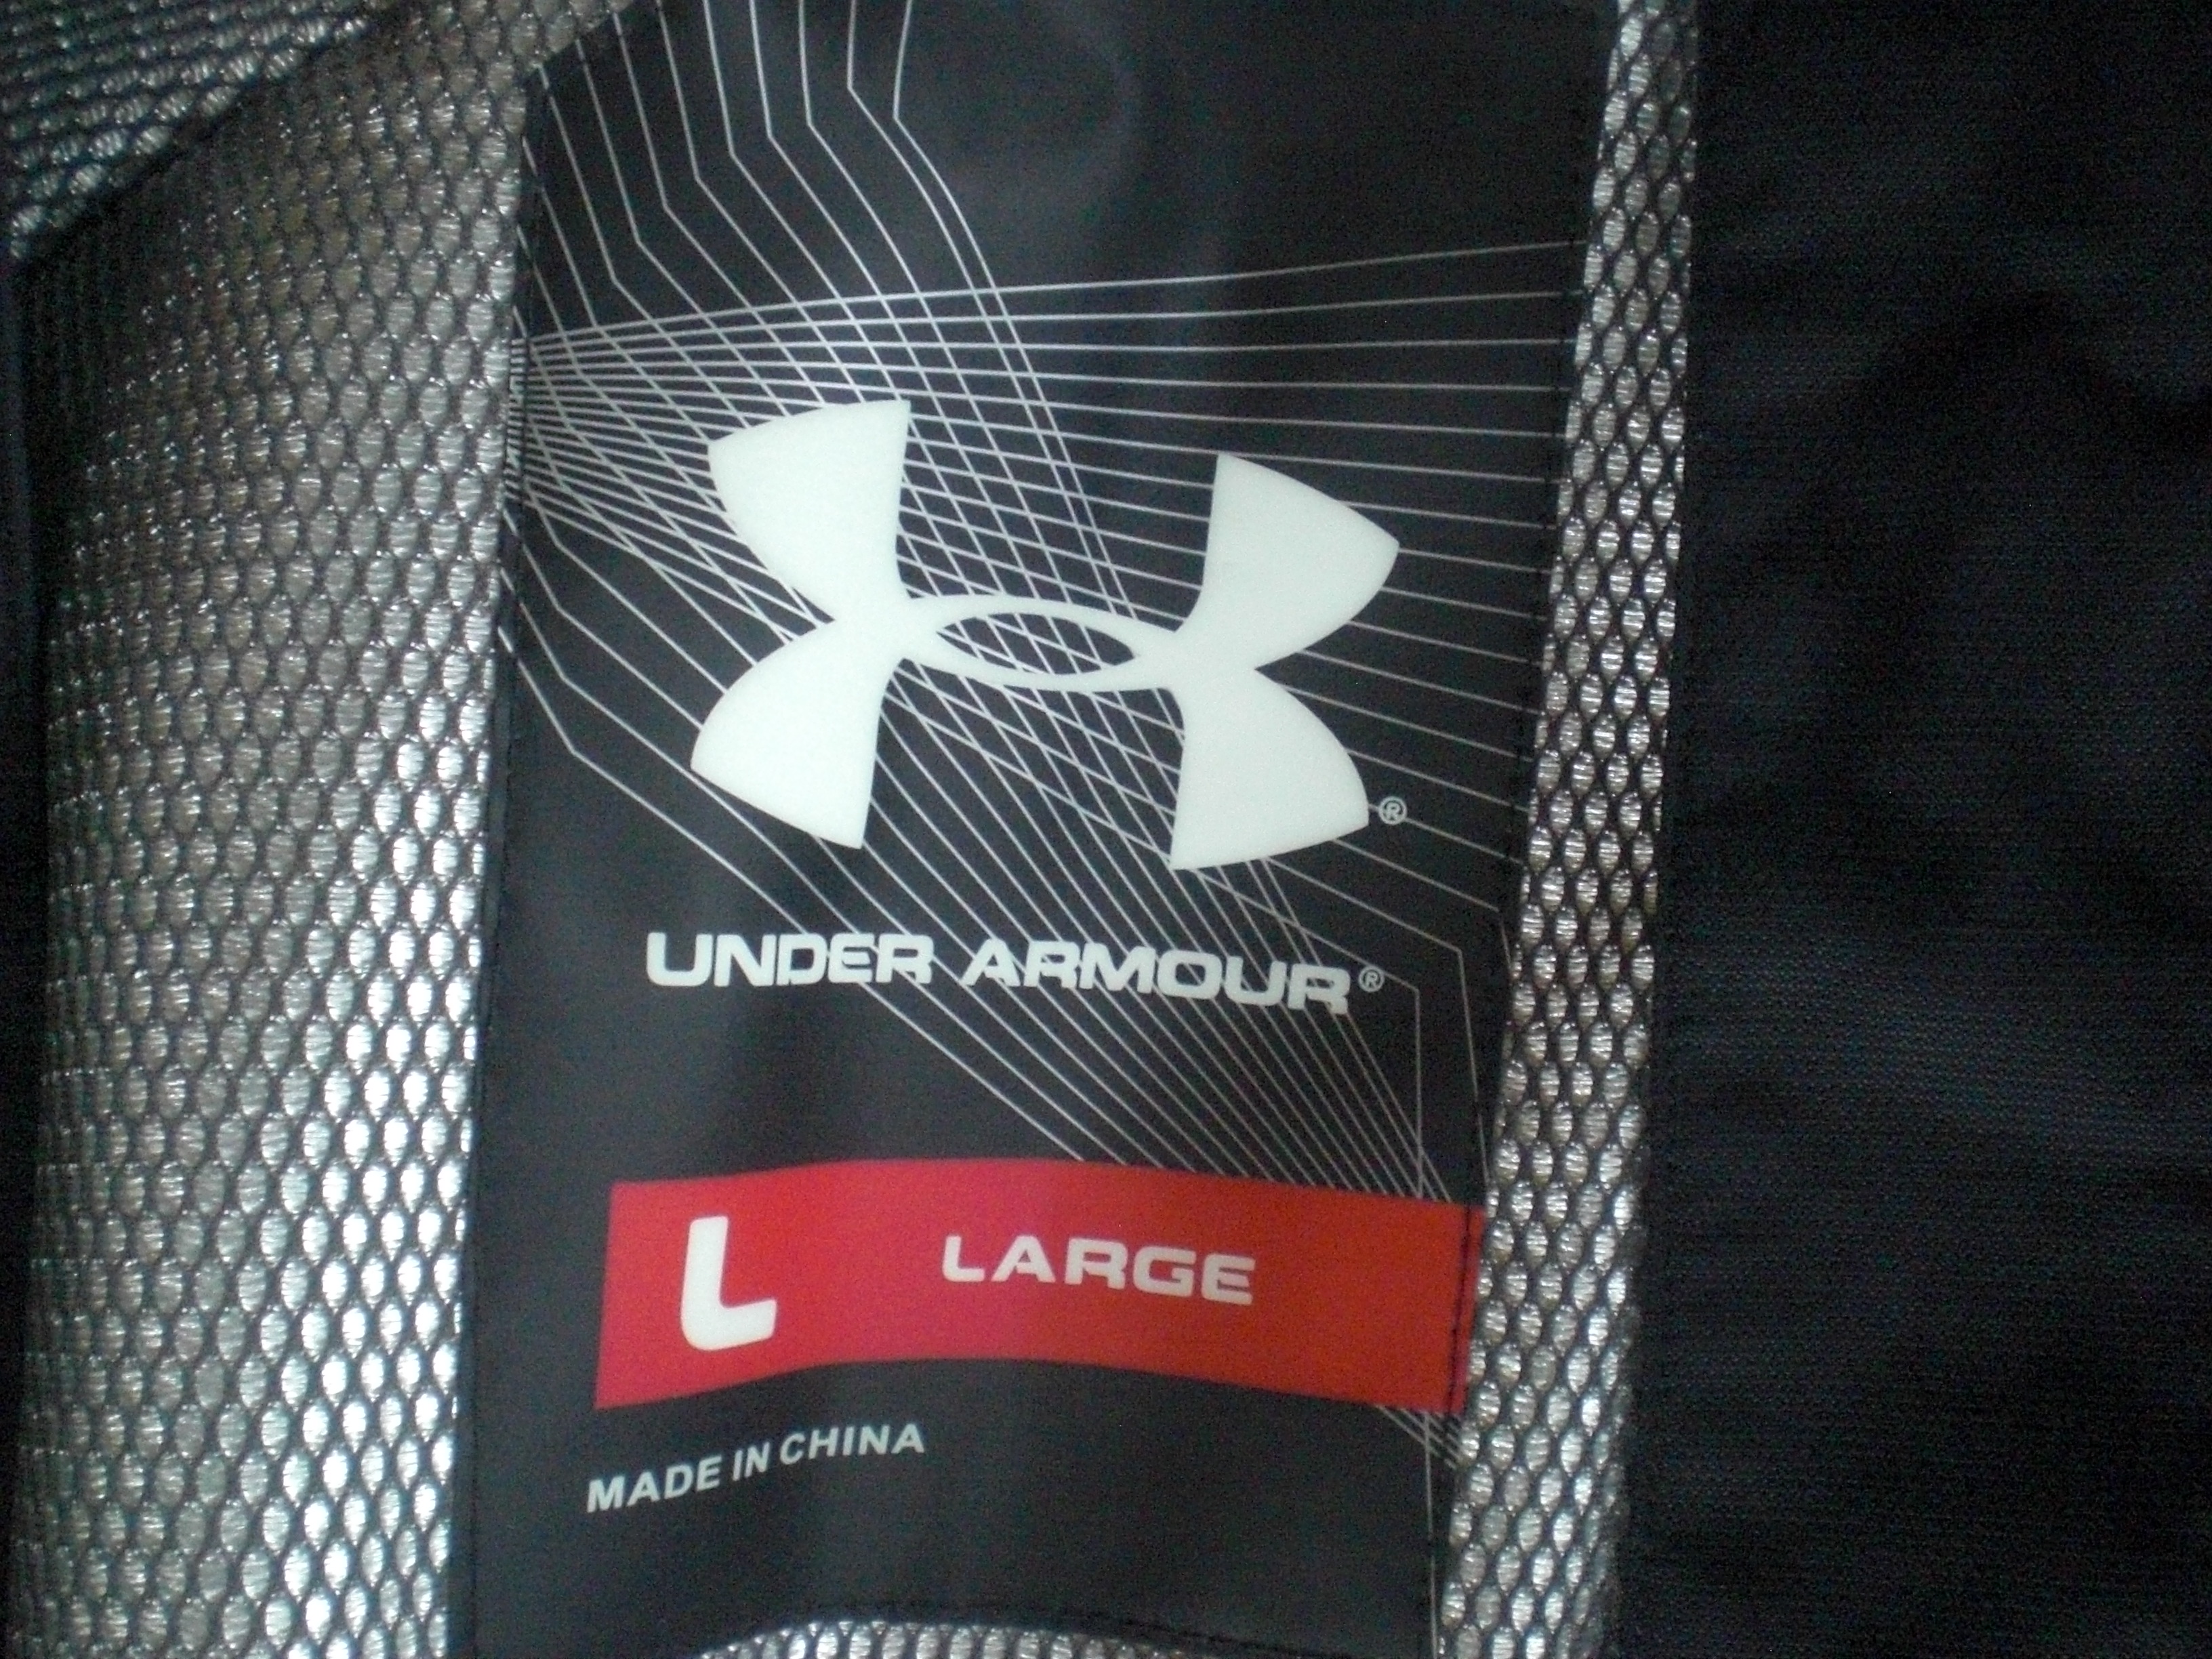 ®
UNDER ARMOUR®
L LARGE
MADE IN CHINA